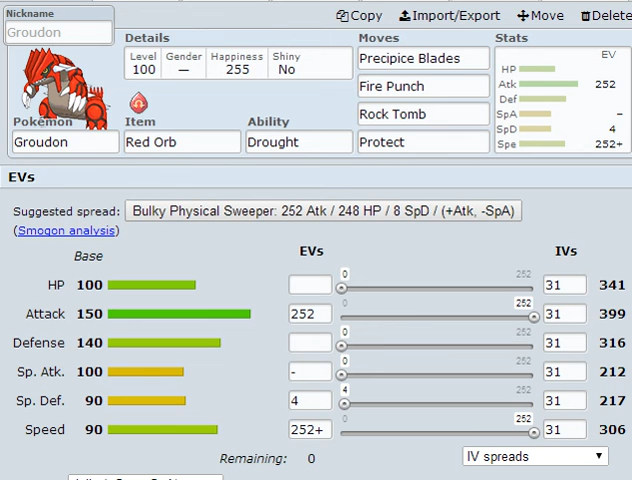 Nickname
Groudon
Copy Import/Export Move Delete
Details
Level Gender Happiness Shiny
100 — 255 No
Moves
Precipice Blades
Fire Punch
Rock Tomb
Protect
Stats
EV
HP
Atk 252
Def
SpA -
SpD 4
Spe 252+
Pokémon Item Ability
Groudon Red Orb Drought
EVs
Suggested spread: Bulky Physical Sweeper: 252 Atk / 248 HP / 8 SpD / (+Atk, -SpA)
(Smogon analysis)
Base EVs IVs
HP 100 0 252 31 341
Attack 150 252 0 252 31 399
Defense 140 0 252 31 316
Sp. Atk. 100 - 0 252 31 212
Sp. Def. 90 4 4 252 31 217
Speed 90 252+ 0 252 31 306
Remaining: 0 IV spreads